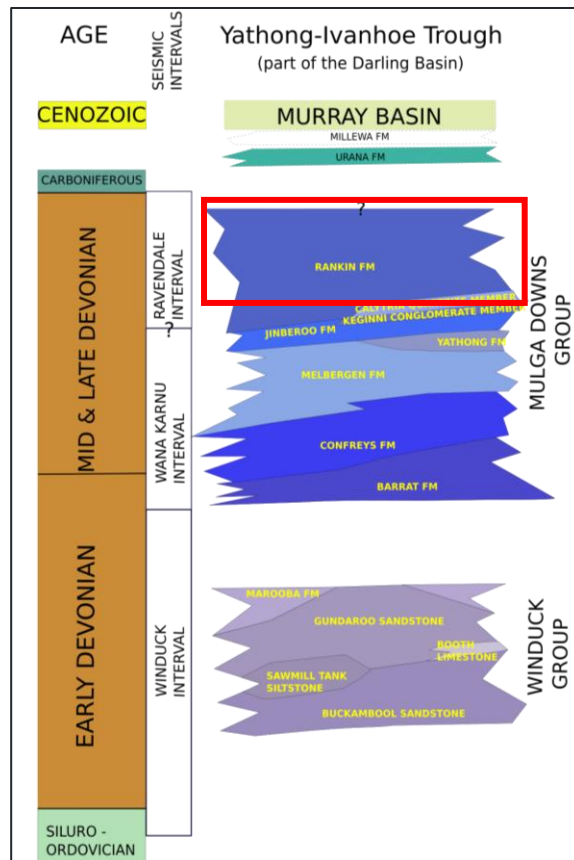 AGE
SEISMIC
INTERVALS
Yathong-Ivanhoe Trough
(part of the Darling Basin)
CENOZOIC
MURRAY BASIN
MILLEWA FM
URANA FM
CARBONIFEROUS
MID & LATE DEVONIAN
RAVENDALE
INTERVAL
?
?
RANKIN FM
MEMBER
KEGINNI CONGLOMERATE MEMBER
JINBEROO FM
YATHONG FM
MULGA DOWNS
GROUP
WANA KARNU
INTERVAL
MELBERGEN FM
CONFREYS FM
BARRAT FM
EARLY DEVONIAN
WINDUCK
INTERVAL
MAROOBA FM
GUNDAROO SANDSTONE
BOOTH
LIMESTONE
SAWMILL TANK
SILTSTONE
BUCKAMBOOL SANDSTONE
WINDUCK
GROUP
SILURO -
ORDOVICIAN